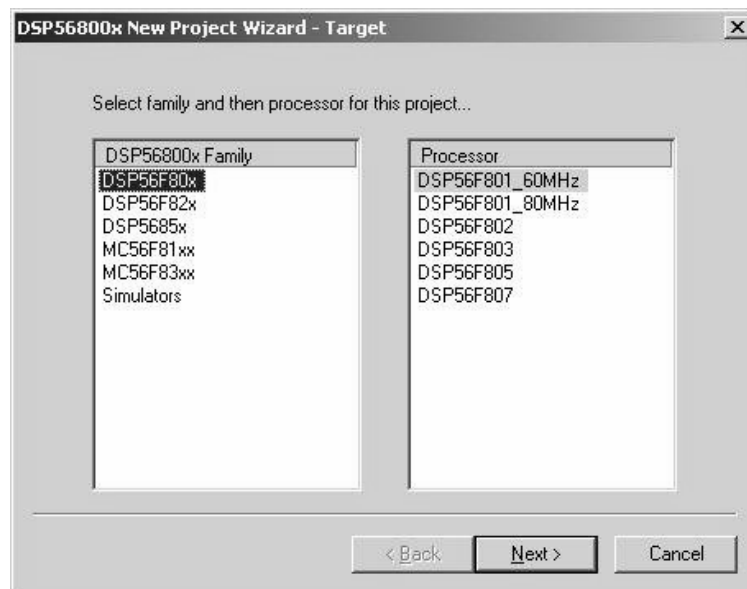 DSP56800x New Project Wizard - Target
Select family and then processor for this project...
DSP56800x Family
DSP56F80x
DSP56F82x
DSP5685x
MC56F81xx
MC56F83xx
Simulators
Processor
DSP56F801_60MHz
DSP56F801_80MHz
DSP56F802
DSP56F803
DSP56F805
DSP56F807
< Back
Next >
Cancel